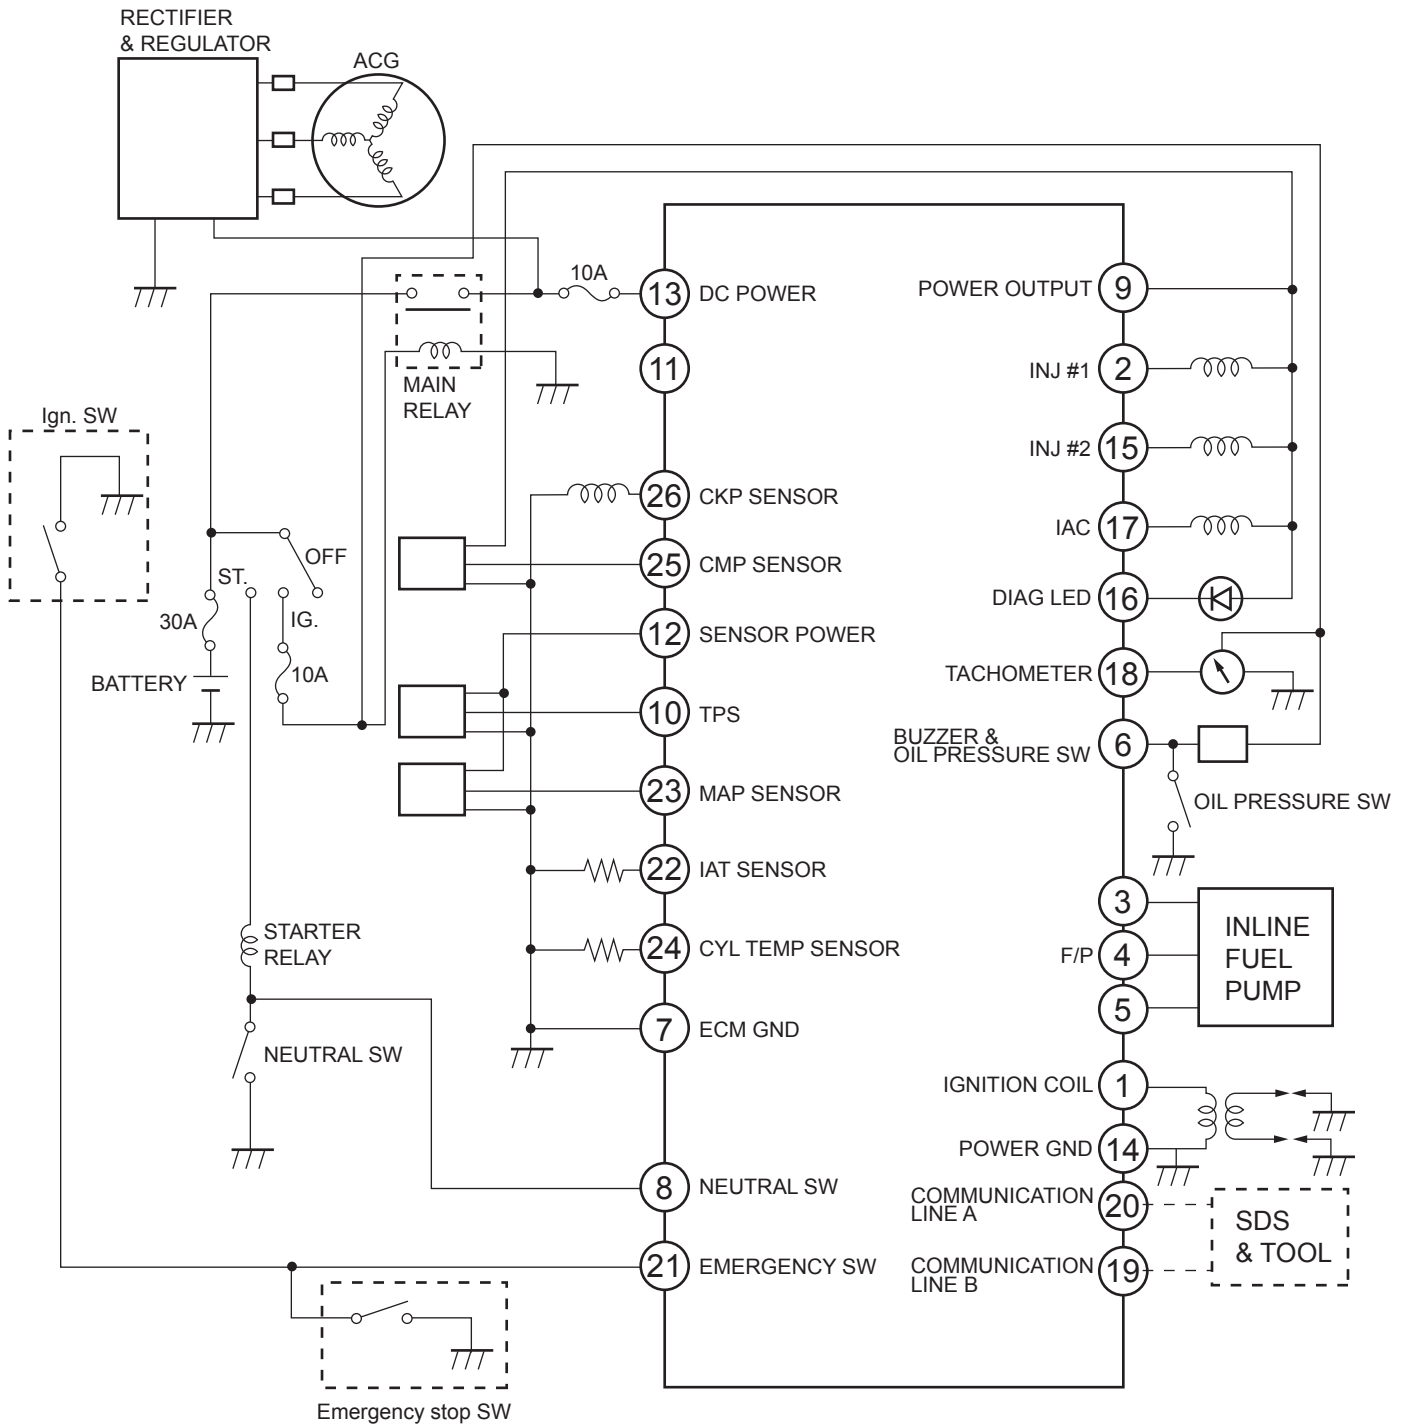 RECTIFIER
& REGULATOR
ACG
10A
13 DC POWER
POWER OUTPUT 9
11
INJ #1 2
MAIN
RELAY
Ign. SW
INJ #2 15
26 CKP SENSOR
IAC 17
OFF
25 CMP SENSOR
ST.
DIAG LED 16
30A
IG.
12 SENSOR POWER
10A
BATTERY
TACHOMETER 18
10 TPS
BUZZER &
OIL PRESSURE SW 6
23 MAP SENSOR
OIL PRESSURE SW
22 IAT SENSOR
3
INLINE
FUEL
PUMP
STARTER
RELAY
24 CYL TEMP SENSOR
F/P 4
5
7 ECM GND
NEUTRAL SW
IGNITION COIL 1
POWER GND 14
8 NEUTRAL SW
COMMUNICATION
LINE A 20
SDS
& TOOL
21 EMERGENCY SW
COMMUNICATION
LINE B 19
Emergency stop SW